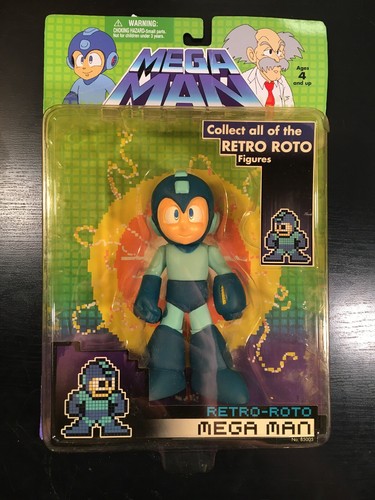 WARNING:
CHOKING HAZARD-Small parts.
Not for children under 3 years.
MEGA
MAN
Ages
4
and up
Collect all of the
RETRO ROTO
Figures
RETRO-ROTO
MEGA MAN